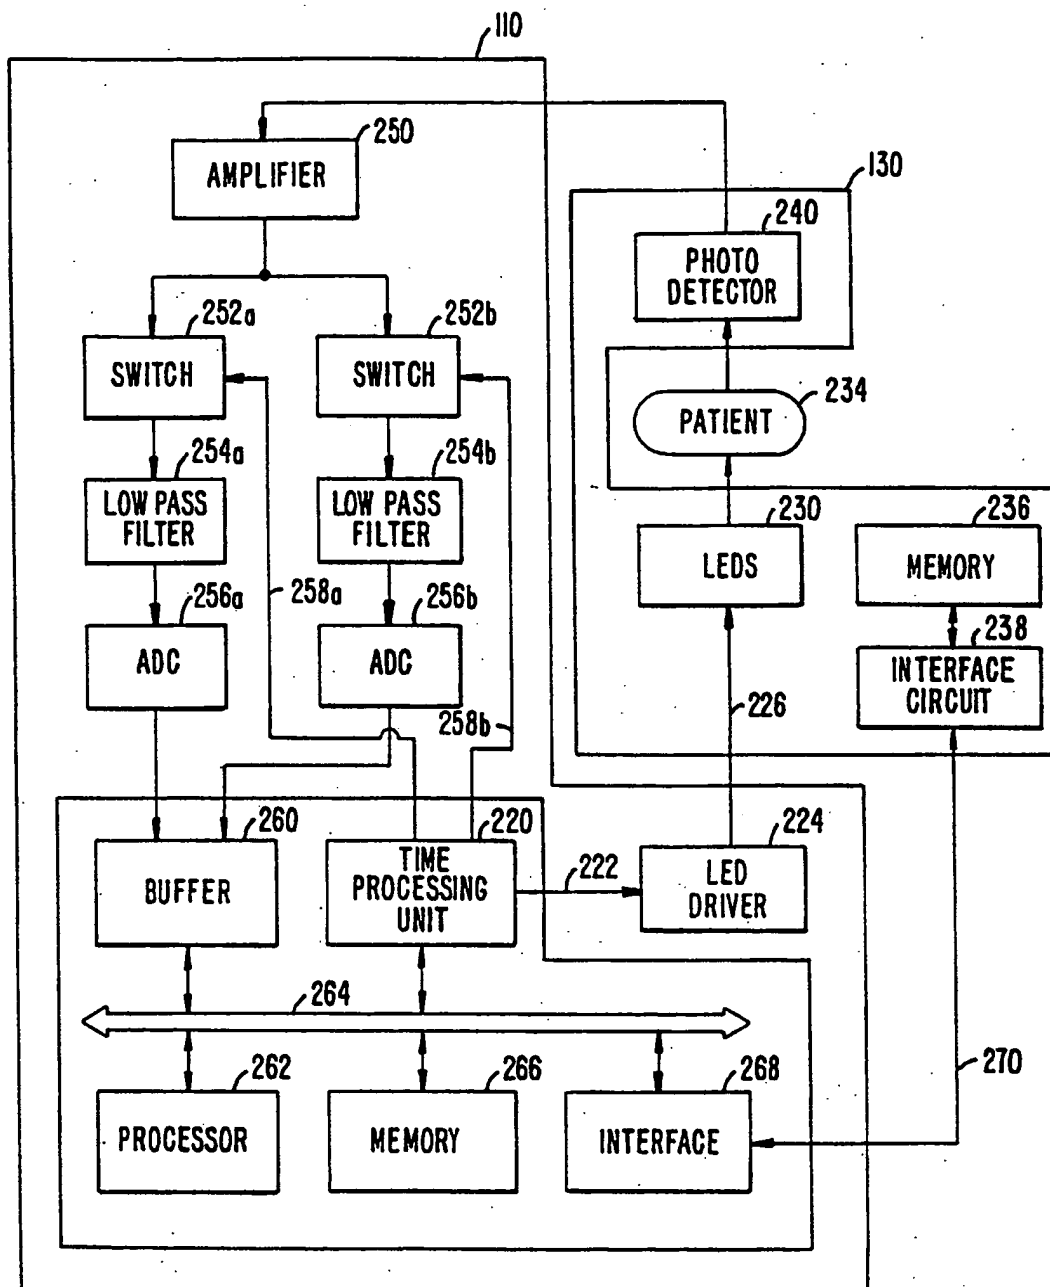 110
250
AMPLIFIER
130
240
PHOTO
DETECTOR
252a
SWITCH
252b
SWITCH
234
PATIENT
254a
LOW PASS
FILTER
254b
LOW PASS
FILTER
230
LEDS
236
MEMORY
258a
256a
ADC
256b
ADC
238
INTERFACE
CIRCUIT
258b
226
260
BUFFER
220
TIME
PROCESSING
UNIT
222
224
LED
DRIVER
264
262
PROCESSOR
266
MEMORY
268
INTERFACE
270